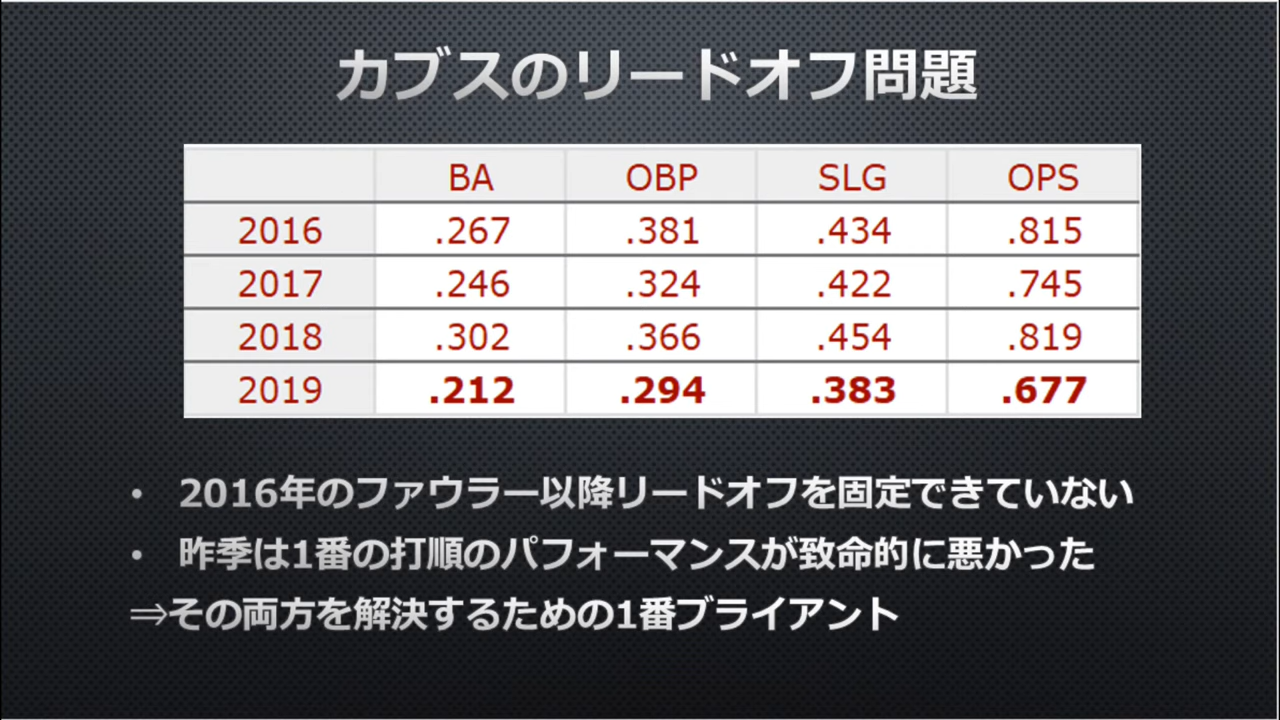 カブスのリードオフ問題
BA OBP SLG OPS
2016 .267 .381 .434 .815
2017 .246 .324 .422 .745
2018 .302 .366 .454 .819
2019 .212 .294 .383 .677
• 2016年のファウラー以降リードオフを固定できていない
• 昨季は1番の打順のパフォーマンスが致命的に悪かった
⇒その両方を解決するための1番ブライアント